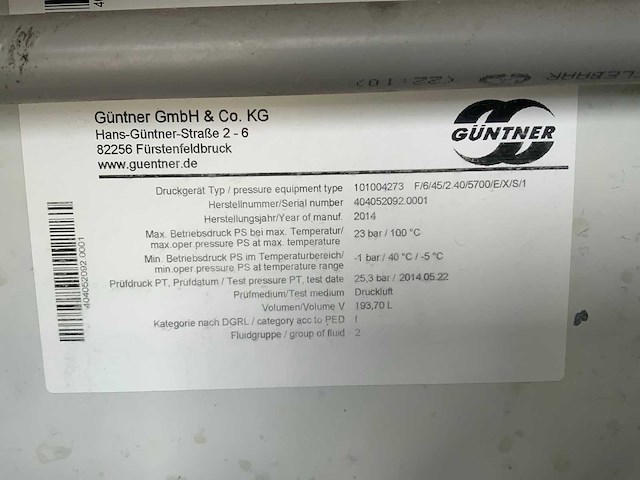 Güntner GmbH & Co. KG
Hans-Güntner-Straße 2 - 6
82256 Fürstenfeldbruck
www.guentner.de
GÜNTNER
Druckgerät Typ / pressure equipment type 101004273 F/6/45/2.40/5700/E/X/S/1
Herstellnummer/Serial number 404052092.0001
Herstellungsjahr/Year of manuf. 2014
Max. Betriebsdruck PS bei max. Temperatur/
max.oper.pressure PS at max. temperature 23 bar / 100 °C
Min. Betriebsdruck PS im Temperaturbereich/
min.oper.pressure PS at temperature range -1 bar / 40 °C / -5 °C
Prüfdruck PT, Prüfdatum / Test pressure PT, test date 25,3 bar / 2014.05.22
Prüfmedium/Test medium Druckluft
Volumen/Volume V 193,70 L
Kategorie nach DGRL / category acc to PED I
Fluidgruppe / group of fluid 2
404052092.0001